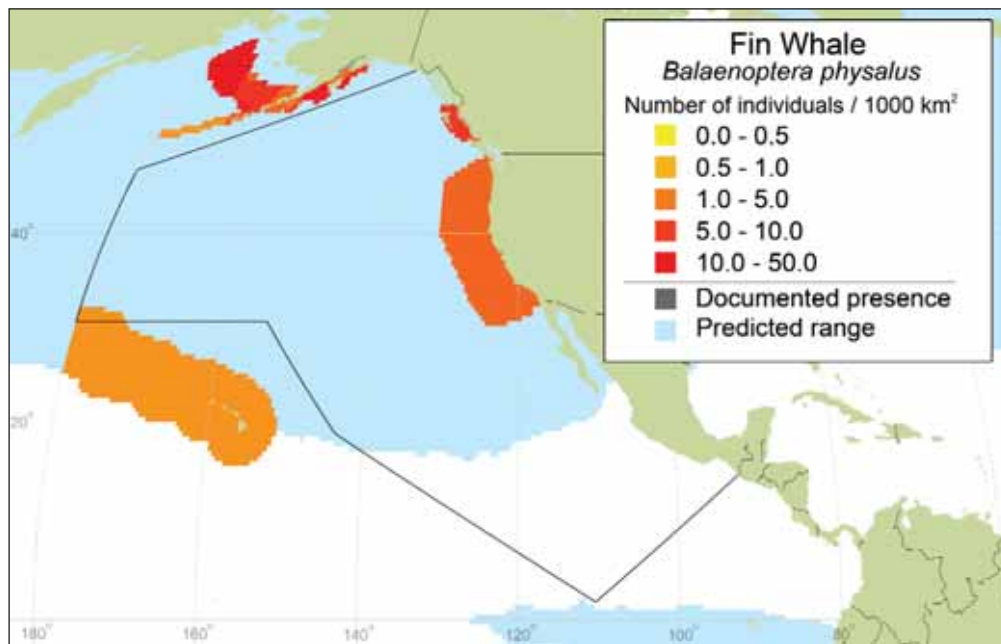 Fin Whale
Balaenoptera physalus
Number of individuals / 1000 km²
0.0 - 0.5
0.5 - 1.0
1.0 - 5.0
5.0 - 10.0
10.0 - 50.0
Documented presence
Predicted range
40°
20°
180°
160°
140°
120°
100°
80°